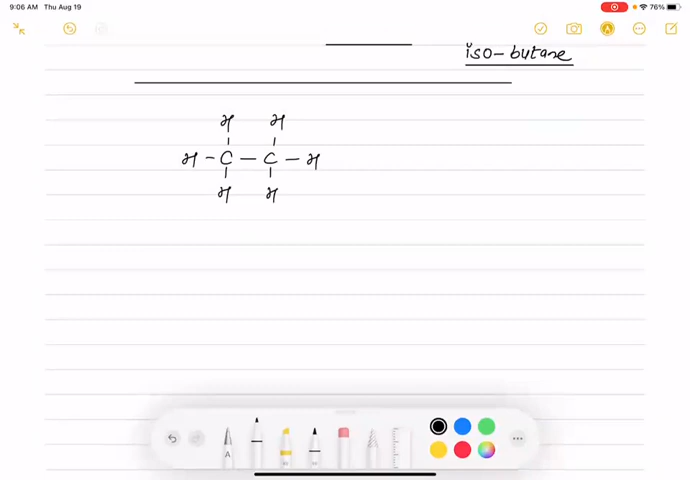 9:06 AM Thu Aug 19 76%
iso-butane
H H
H - C - C - H
H H
A